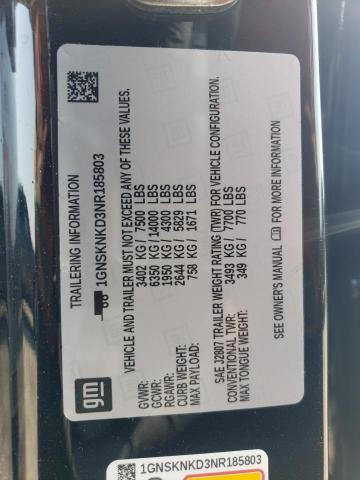 gm
TRAILERING INFORMATION
1GNSKNKD3NR185803
VEHICLE AND TRAILER MUST NOT EXCEED ANY OF THESE VALUES.
GVWR: 3402 KG / 7500 LBS
GCWR: 6350 KG / 14000 LBS
RGAWR: 1950 KG / 4300 LBS
CURB WEIGHT: 2644 KG / 5829 LBS
MAX PAYLOAD: 758 KG / 1671 LBS
SAE J2807 TRAILER WEIGHT RATING (TWR) FOR VEHICLE CONFIGURATION.
CONVENTIONAL TWR: 3493 KG / 7700 LBS
MAX TONGUE WEIGHT: 349 KG / 770 LBS
SEE OWNER'S MANUAL FOR MORE INFORMATION
1GNSKNKD3NR185803